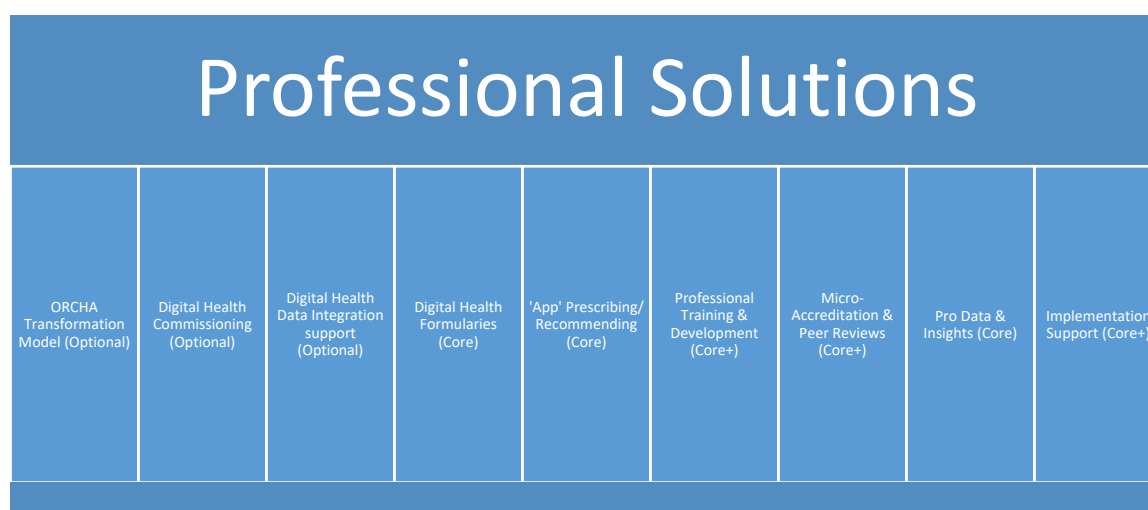 Professional Solutions
ORCHA
Transformation
Model (Optional)
Digital Health
Commissioning
(Optional)
Digital Health
Data Integration
support
(Optional)
Digital Health
Formularies
(Core)
'App' Prescribing/
Recommending
(Core)
Professional
Training &
Development
(Core+)
Micro-
Accreditation &
Peer Reviews
(Core+)
Pro Data &
Insights (Core)
Implementation
Support (Core+)